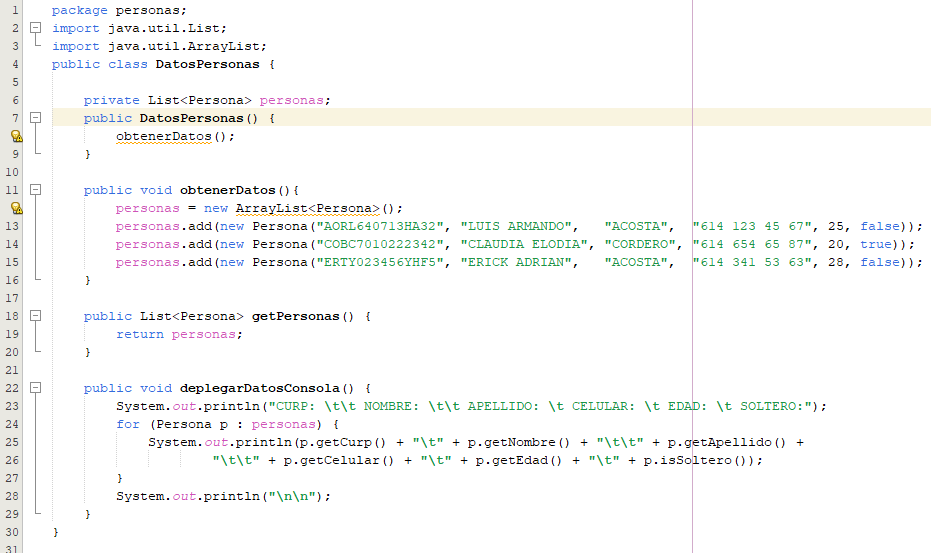 1 package personas;
2 import java.util.List;
3 import java.util.ArrayList;
4 public class DatosPersonas {
5
6     private List<Persona> personas;
7     public DatosPersonas() {
        obtenerDatos();
9     }
10
11     public void obtenerDatos(){
        personas = new ArrayList<Persona>();
13         personas.add(new Persona("AORL640713HA32", "LUIS ARMANDO",   "ACOSTA",  "614 123 45 67", 25, false));
14         personas.add(new Persona("COBC7010222342", "CLAUDIA ELODIA", "CORDERO", "614 654 65 87", 20, true));
15         personas.add(new Persona("ERTY023456YHF5", "ERICK ADRIAN",   "ACOSTA",  "614 341 53 63", 28, false));
16     }
17
18     public List<Persona> getPersonas() {
19         return personas;
20     }
21
22     public void deplegarDatosConsola() {
23         System.out.println("CURP: \t\t NOMBRE: \t\t APELLIDO: \t CELULAR: \t EDAD: \t SOLTERO:");
24         for (Persona p : personas) {
25             System.out.println(p.getCurp() + "\t" + p.getNombre() + "\t\t" + p.getApellido() +
26                     "\t\t" + p.getCelular() + "\t" + p.getEdad() + "\t" + p.isSoltero());
27         }
28         System.out.println("\n\n");
29     }
30 }
31